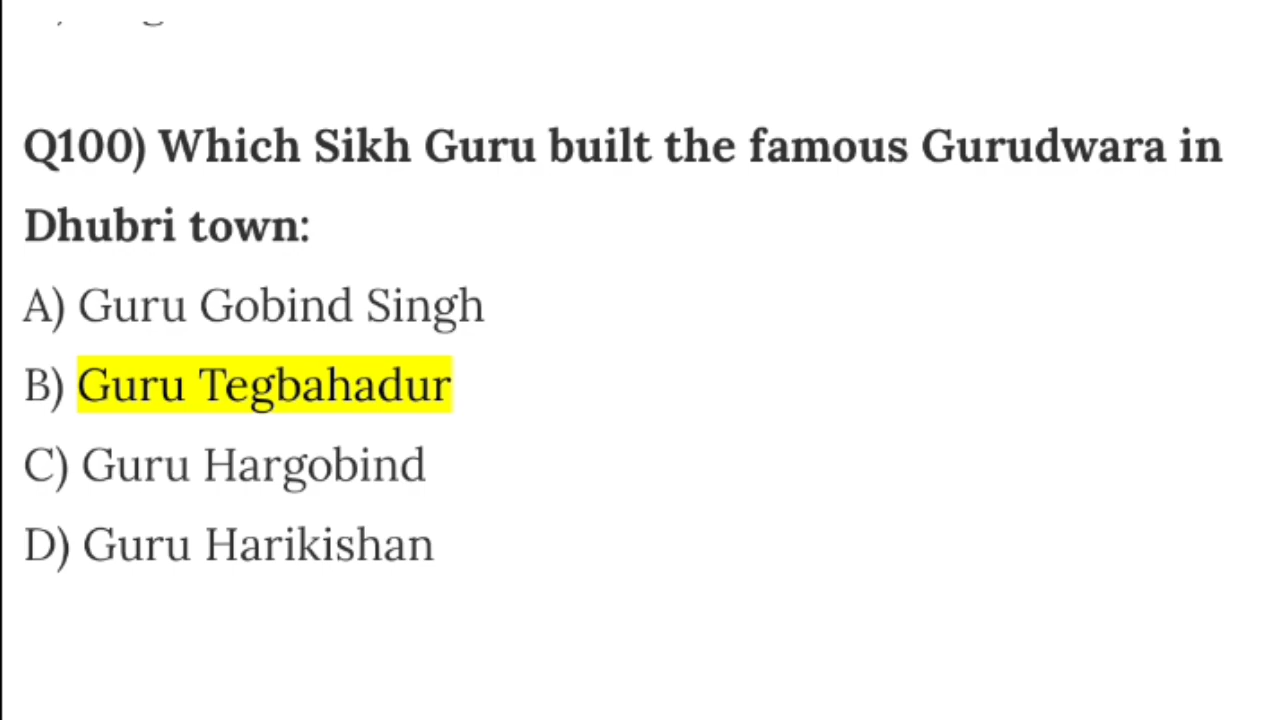 Q100) Which Sikh Guru built the famous Gurudwara in
Dhubri town:
A) Guru Gobind Singh
B) Guru Tegbahadur
C) Guru Hargobind
D) Guru Harikishan